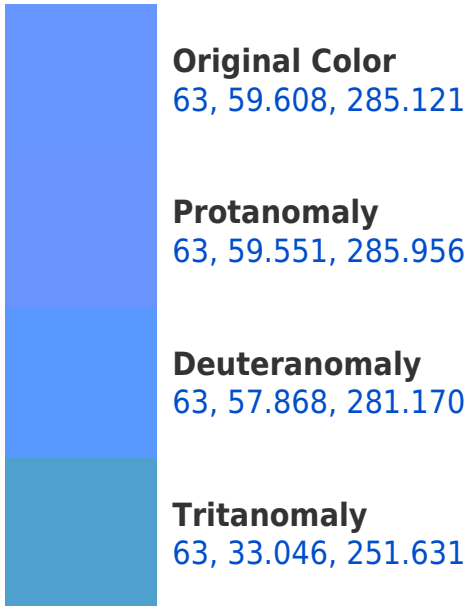 Original Color
63, 59.608, 285.121
Protanomaly
63, 59.551, 285.956
Deuteranomaly
63, 57.868, 281.170
Tritanomaly
63, 33.046, 251.631